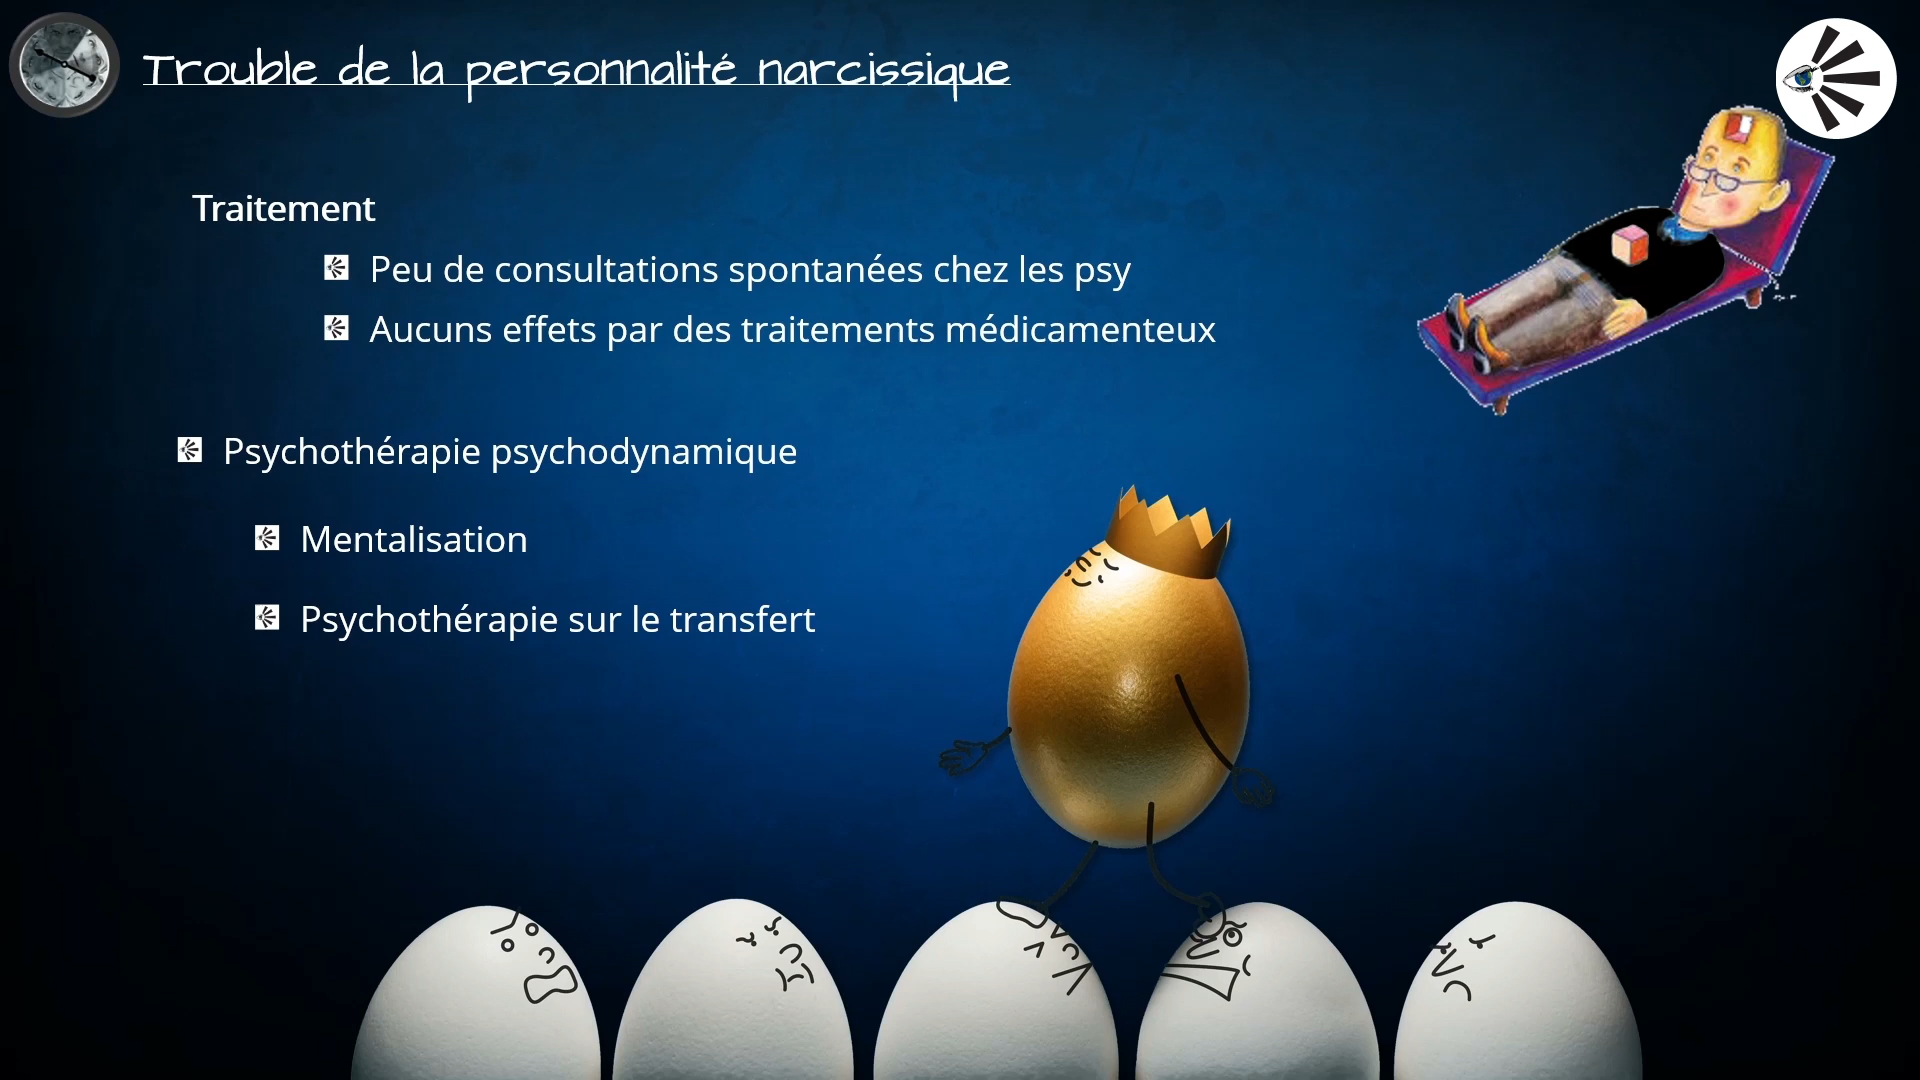 Trouble de la personnalité narcissique
Traitement
Peu de consultations spontanées chez les psy
Aucuns effets par des traitements médicamenteux
Psychothérapie psychodynamique
Mentalisation
Psychothérapie sur le transfert